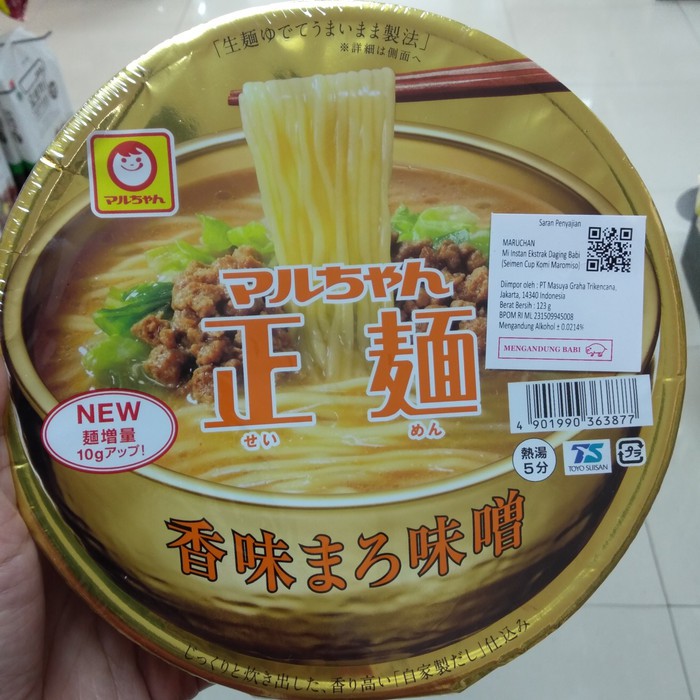 「生麺ゆでてうまいまま製法」
※詳細は側面へ
マルちゃん
Saran Penyajian
MARUCHAN
Mi Instan Ekstrak Daging Babi
(Seimen Cup Komi Maromiso)
Diimpor oleh : PT Masuya Graha Trikencana,
Jakarta, 14340 Indonesia
Berat Bersih : 123 g
BPOM RI ML 231509945008
Mengandung Alkohol ± 0.0214%
MENGANDUNG BABI
マルちゃん
正麺
せい めん
NEW
麺増量
10gアップ!
4 901990 363877
熱湯
5分
TS
TOYO SUISAN
プラ
香味まろ味噌
じっくりと炊き出した、香り高い「自家製だし」仕込み